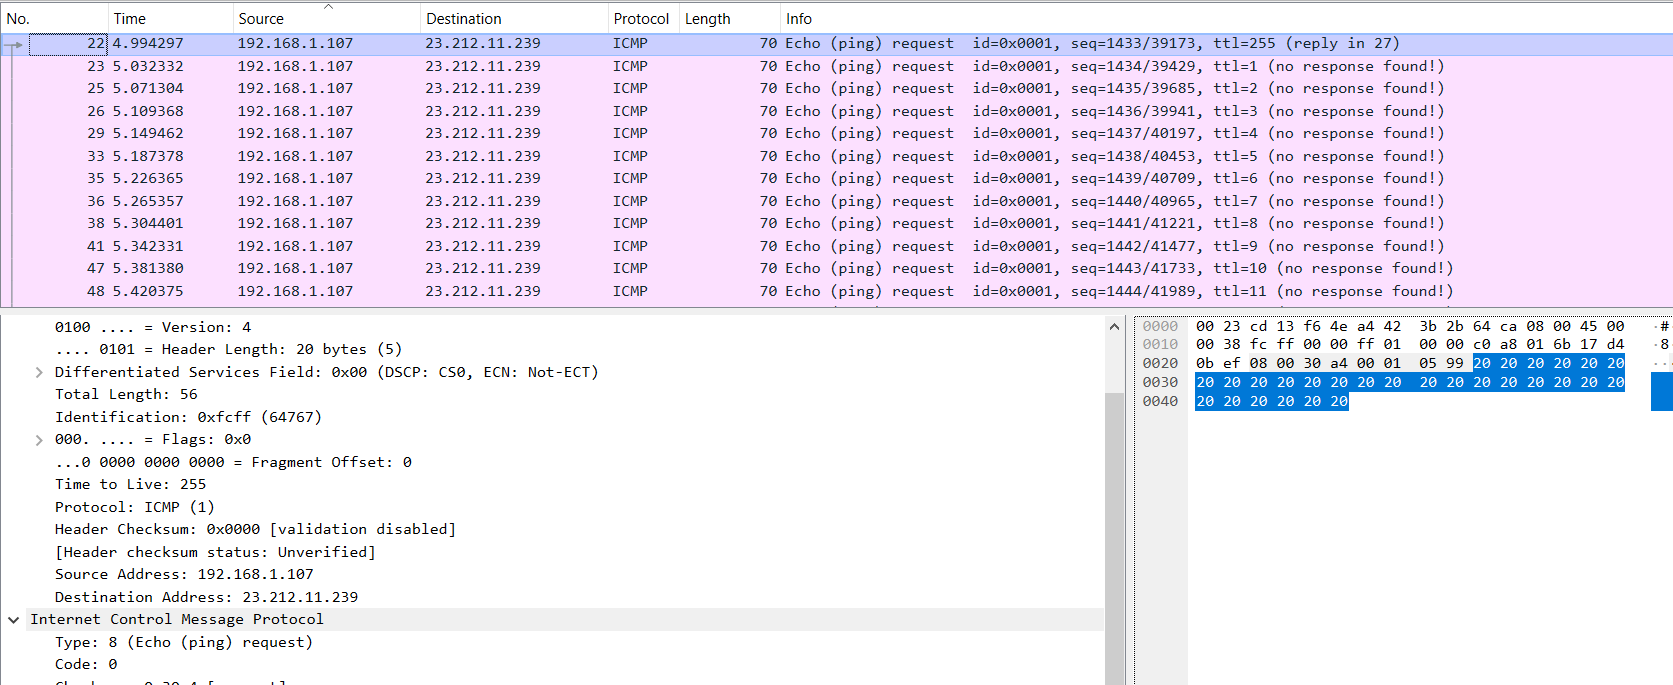 No. Time Source Destination Protocol Length Info
22 4.994297 192.168.1.107 23.212.11.239 ICMP 70 Echo (ping) request id=0x0001, seq=1433/39173, ttl=255 (reply in 27)
23 5.032332 192.168.1.107 23.212.11.239 ICMP 70 Echo (ping) request id=0x0001, seq=1434/39429, ttl=1 (no response found!)
25 5.071304 192.168.1.107 23.212.11.239 ICMP 70 Echo (ping) request id=0x0001, seq=1435/39685, ttl=2 (no response found!)
26 5.109368 192.168.1.107 23.212.11.239 ICMP 70 Echo (ping) request id=0x0001, seq=1436/39941, ttl=3 (no response found!)
29 5.149462 192.168.1.107 23.212.11.239 ICMP 70 Echo (ping) request id=0x0001, seq=1437/40197, ttl=4 (no response found!)
33 5.187378 192.168.1.107 23.212.11.239 ICMP 70 Echo (ping) request id=0x0001, seq=1438/40453, ttl=5 (no response found!)
35 5.226365 192.168.1.107 23.212.11.239 ICMP 70 Echo (ping) request id=0x0001, seq=1439/40709, ttl=6 (no response found!)
36 5.265357 192.168.1.107 23.212.11.239 ICMP 70 Echo (ping) request id=0x0001, seq=1440/40965, ttl=7 (no response found!)
38 5.304401 192.168.1.107 23.212.11.239 ICMP 70 Echo (ping) request id=0x0001, seq=1441/41221, ttl=8 (no response found!)
41 5.342331 192.168.1.107 23.212.11.239 ICMP 70 Echo (ping) request id=0x0001, seq=1442/41477, ttl=9 (no response found!)
47 5.381380 192.168.1.107 23.212.11.239 ICMP 70 Echo (ping) request id=0x0001, seq=1443/41733, ttl=10 (no response found!)
48 5.420375 192.168.1.107 23.212.11.239 ICMP 70 Echo (ping) request id=0x0001, seq=1444/41989, ttl=11 (no response found!)
0100 .... = Version: 4
.... 0101 = Header Length: 20 bytes (5)
Differentiated Services Field: 0x00 (DSCP: CS0, ECN: Not-ECT)
Total Length: 56
Identification: 0xfcff (64767)
000. .... = Flags: 0x0
...0 0000 0000 0000 = Fragment Offset: 0
Time to Live: 255
Protocol: ICMP (1)
Header Checksum: 0x0000 [validation disabled]
[Header checksum status: Unverified]
Source Address: 192.168.1.107
Destination Address: 23.212.11.239
Internet Control Message Protocol
Type: 8 (Echo (ping) request)
Code: 0
0000 00 23 cd 13 f6 4e a4 42 3b 2b 64 ca 08 00 45 00 ·#
0010 00 38 fc ff 00 00 ff 01 00 00 c0 a8 01 6b 17 d4 ·8
0020 0b ef 08 00 30 a4 00 01 05 99 20 20 20 20 20 20 ··
0030 20 20 20 20 20 20 20 20 20 20 20 20 20 20 20 20
0040 20 20 20 20 20 20